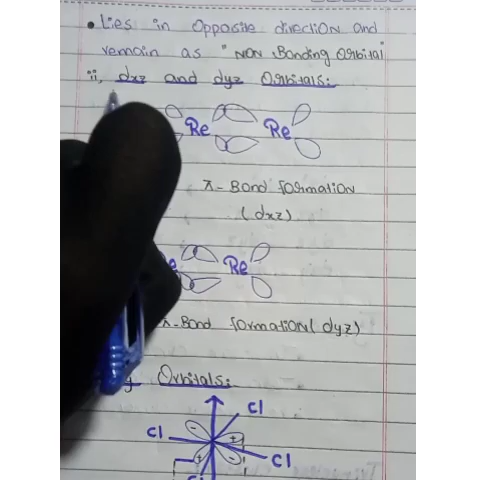 • Lies in opposite direction and
remain as "Non Bonding Orbital
ii, dxz and dyz Orbitals:
Re Re
π-Bond formation
(dxz)
Re
π-Bond formation( dyz)
Orbitals:
Cl
Cl - +
+ - Cl